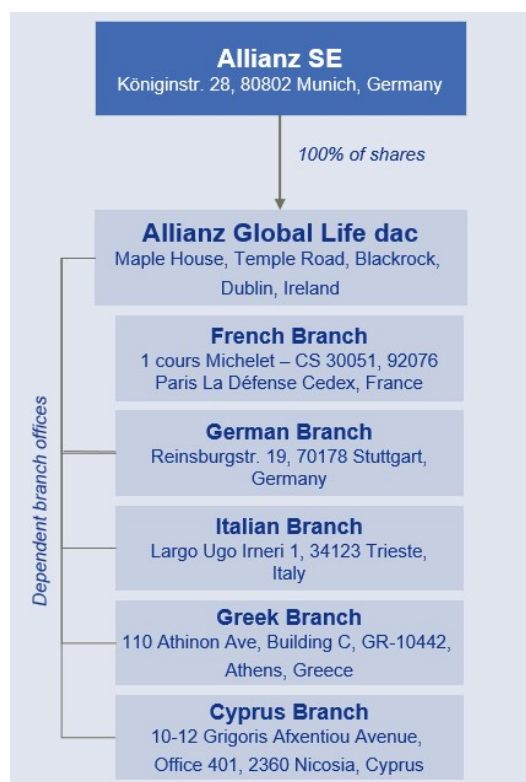 Allianz SE
Königinstr. 28, 80802 Munich, Germany
100% of shares
Allianz Global Life dac
Maple House, Temple Road, Blackrock,
Dublin, Ireland
Dependent branch offices
French Branch
1 cours Michelet – CS 30051, 92076
Paris La Défense Cedex, France
German Branch
Reinsburgstr. 19, 70178 Stuttgart,
Germany
Italian Branch
Largo Ugo Irneri 1, 34123 Trieste,
Italy
Greek Branch
110 Athinon Ave, Building C, GR-10442,
Athens, Greece
Cyprus Branch
10-12 Grigoris Afxentiou Avenue,
Office 401, 2360 Nicosia, Cyprus